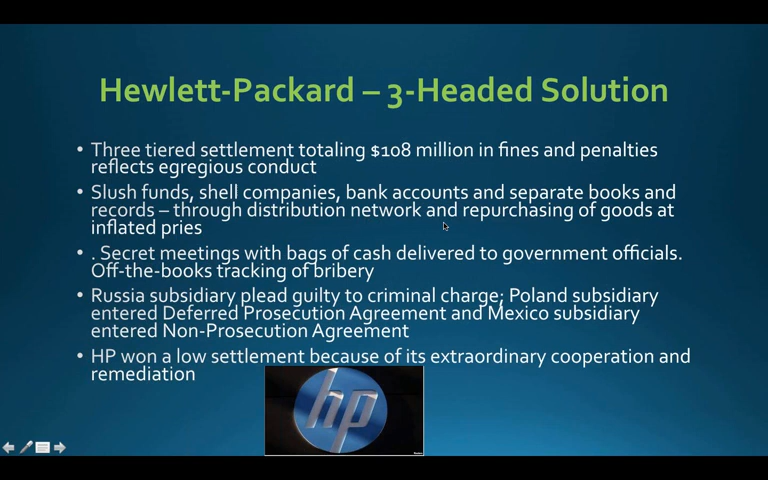 Hewlett-Packard – 3-Headed Solution
• Three tiered settlement totaling $108 million in fines and penalties
reflects egregious conduct
• Slush funds, shell companies, bank accounts and separate books and
records – through distribution network and repurchasing of goods at
inflated pries
• . Secret meetings with bags of cash delivered to government officials.
Off-the-books tracking of bribery
• Russia subsidiary plead guilty to criminal charge; Poland subsidiary
entered Deferred Prosecution Agreement and Mexico subsidiary
entered Non-Prosecution Agreement
• HP won a low settlement because of its extraordinary cooperation and
remediation
hp